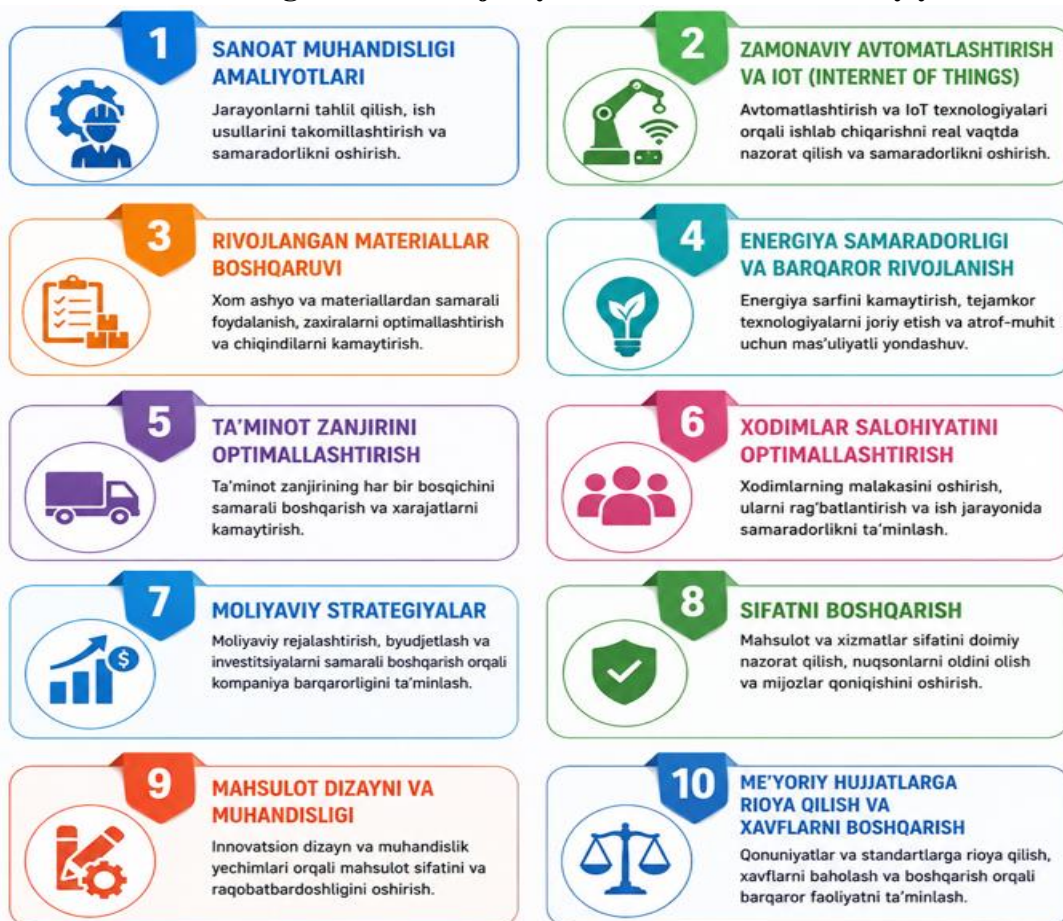 1
SANOAT MUHANDISLIGI
AMALIYOTLARI
Jarayonlarni tahlil qilish, ish
usullarini takomillashtirish va
samaradorlikni oshirish.
2
ZAMONAVIY AVTOMATLASHTIRISH
VA IOT (INTERNET OF THINGS)
Avtomatlashtirish va IoT texnologiyalari
orqali ishlab chiqarishni real vaqtda
nazorat qilish va samaradorlikni oshirish.
3
RIVOJLANGAN MATERIALLAR
BOSHQARUVI
Xom ashyo va materiallardan samarali
foydalanish, zaxiralarni optimallashtirish
va chiqindilarni kamaytirish.
4
ENERGIYA SAMARADORLIGI
VA BARQAROR RIVOJLANISH
Energiya sarfini kamaytirish, tejamkor
texnologiyalarni joriy etish va atrof-muhit
uchun mas'uliyatli yondashuv.
5
TA'MINOT ZANJIRINI
OPTIMALLASHTIRISH
Ta'minot zanjirining har bir bosqichini
samarali boshqarish va xarajatlarni
kamaytirish.
6
XODIMLAR SALOHIYATINI
OPTIMALLASHTIRISH
Xodimlarning malakasini oshirish,
ularni rag'batlantirish va ish jarayonida
samaradorlikni ta'minlash.
7
MOLIYAVIY STRATEGIYALAR
Moliyaviy rejalashtirish, byudjetlash va
investitsiyalarni samarali boshqarish orqali
kompaniya barqarorligini ta'minlash.
$
8
SIFATNI BOSHQARISH
Mahsulot va xizmatlar sifatini doimiy
nazorat qilish, nuqsonlarni oldini olish
va mijozlar qoniqishini oshirish.
9
MAHSULOT DIZAYNI VA
MUHANDISLIGI
Innovatsion dizayn va muhandislik
yechimlari orqali mahsulot sifatini va
raqobatbardoshligini oshirish.
10
ME'YORIY HUJJATLARGA
RIOYA QILISH VA
XAVFLARNI BOSHQARISH
Qonuniyatlar va standartlarga rioya qilish,
xavflarni baholash va boshqarish orqali
barqaror faoliyatni ta'minlash.